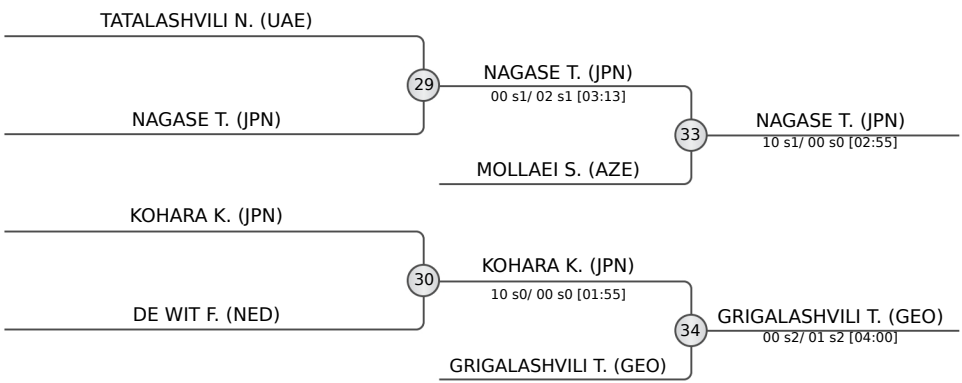 TATALASHVILI N. (UAE)
29
NAGASE T. (JPN)
NAGASE T. (JPN)
00 s1/ 02 s1 [03:13]
33
MOLLAEI S. (AZE)
NAGASE T. (JPN)
10 s1/ 00 s0 [02:55]
KOHARA K. (JPN)
30
DE WIT F. (NED)
KOHARA K. (JPN)
10 s0/ 00 s0 [01:55]
34
GRIGALASHVILI T. (GEO)
GRIGALASHVILI T. (GEO)
00 s2/ 01 s2 [04:00]